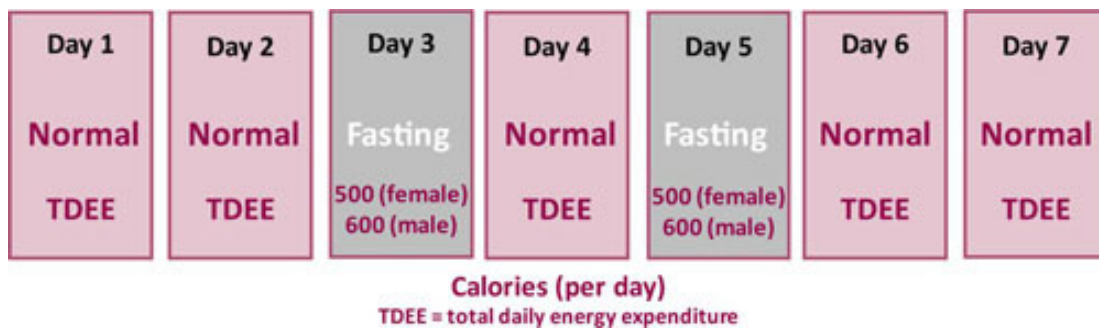 Day 1
Normal
TDEE
Day 2
Normal
TDEE
Day 3
Fasting
500 (female)
600 (male)
Day 4
Normal
TDEE
Day 5
Fasting
500 (female)
600 (male)
Day 6
Normal
TDEE
Day 7
Normal
TDEE
Calories (per day)
TDEE = total daily energy expenditure